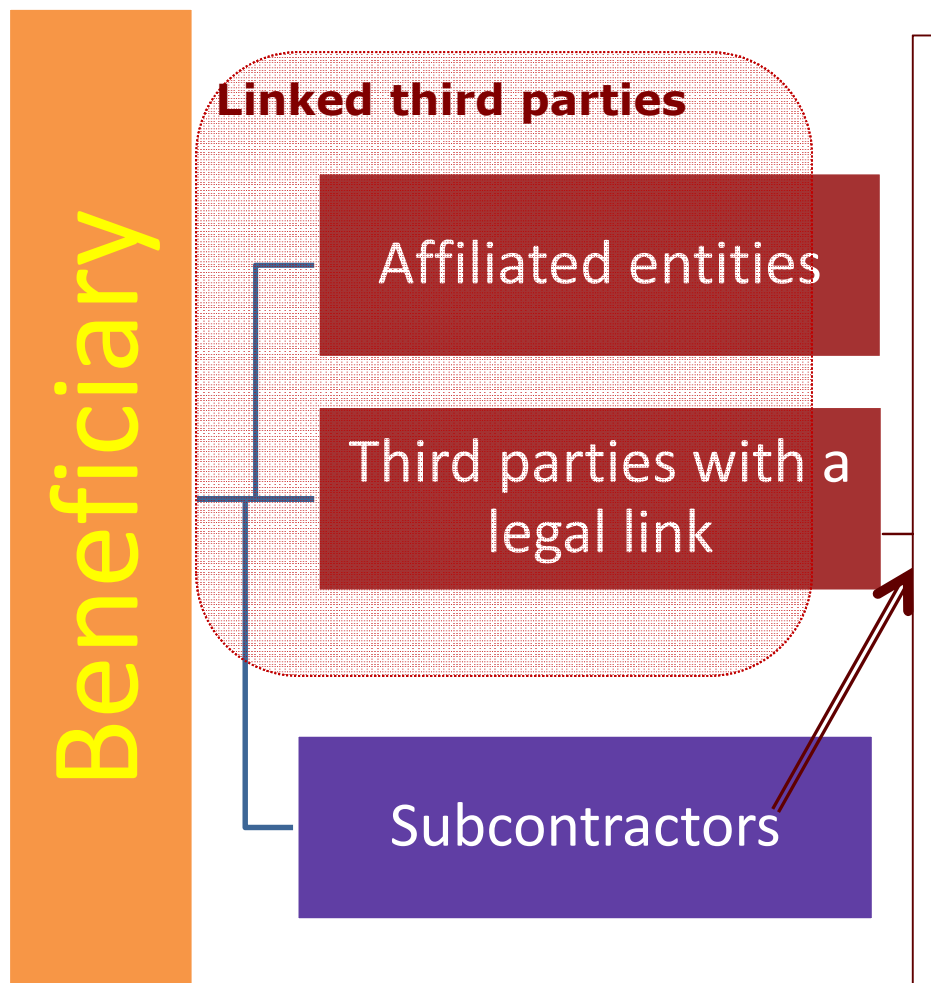 Beneficiary
Linked third parties
Affiliated entities
Third parties with a
legal link
Subcontractors